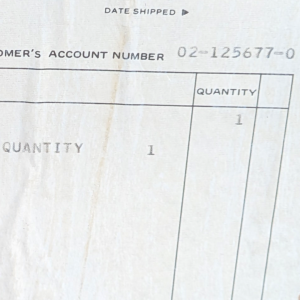 DATE SHIPPED ▶
OMER'S ACCOUNT NUMBER 02-125677-0
QUANTITY
1
QUANTITY 1